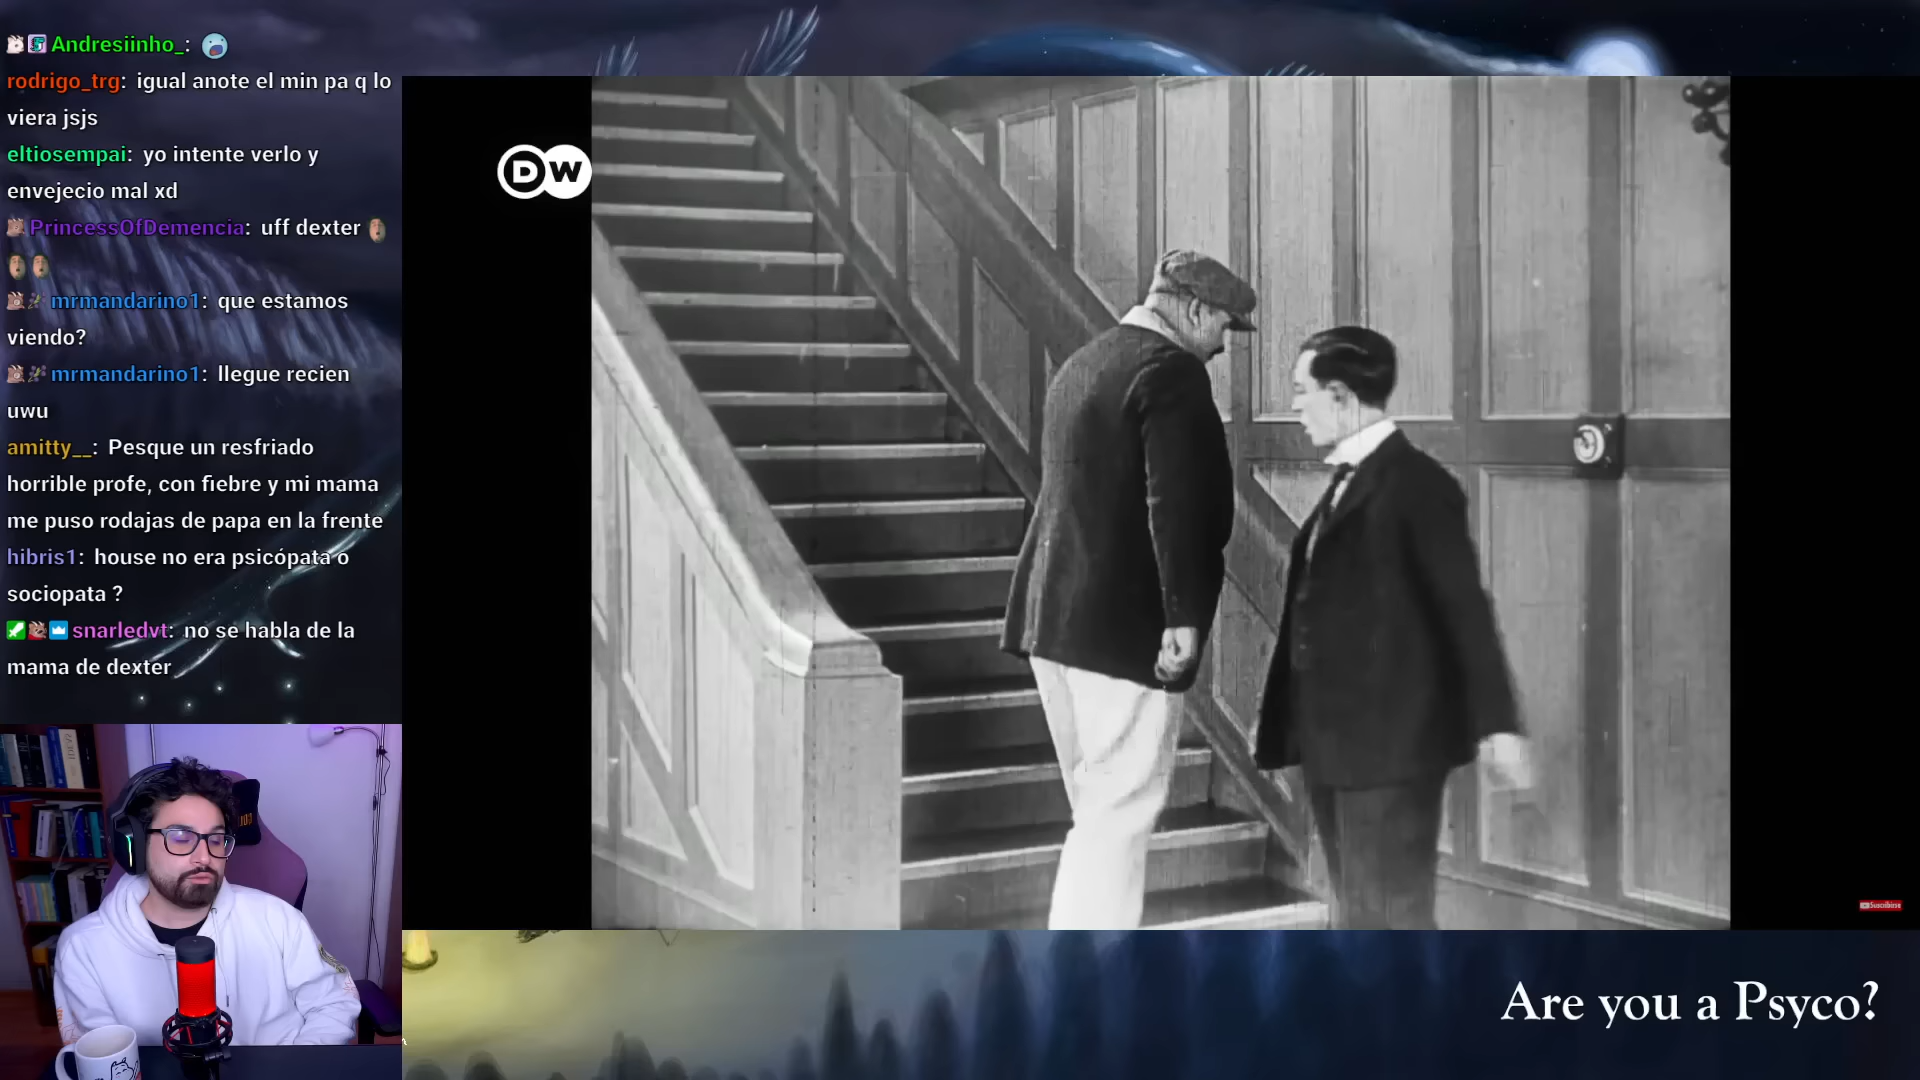 Andresiinho_:
rodrigo_trg: igual anote el min pa q lo
viera jsjs
eltiosempai: yo intente verlo y
envejecio mal xd
PrincessOfDemencia: uff dexter
mrmandarino1: que estamos
viendo?
mrmandarino1: llegue recien
uwu
amitty__: Pesque un resfriado
horrible profe, con fiebre y mi mama
me puso rodajas de papa en la frente
hibris1: house no era psicópata o
sociopata ?
snarledvt: no se habla de la
mama de dexter
DW
Suscribirse
Are you a Psyco?